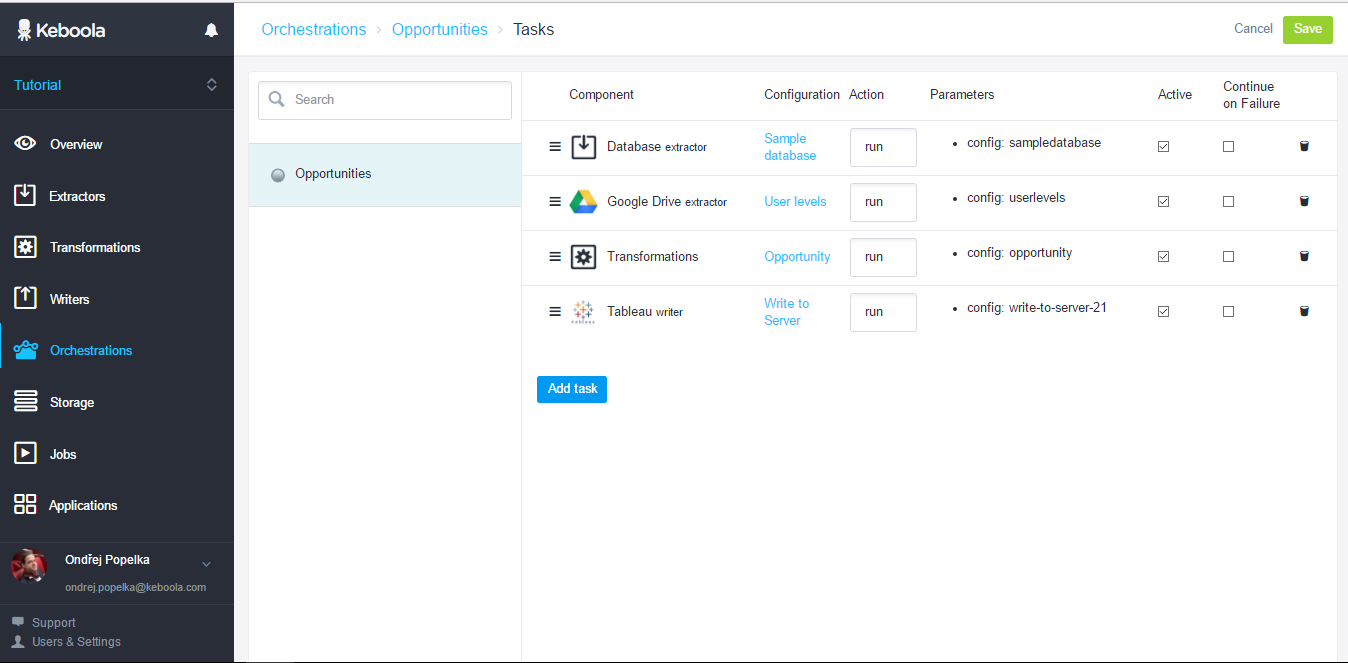 Keboola
Tutorial
Overview
Extractors
Transformations
Writers
Orchestrations
Storage
Jobs
Applications
Ondřej Popelka
ondrej.popelka@keboola.com
Support
Users & Settings
Orchestrations › Opportunities › Tasks
Cancel
Save
Search
Opportunities
Component
Configuration
Action
Parameters
Active
Continue
on Failure
Database extractor
Sample
database
run
config: sampledatabase
Google Drive extractor
User levels
run
config: userlevels
Transformations
Opportunity
run
config: opportunity
tableau
Tableau writer
Write to
Server
run
config: write-to-server-21
Add task